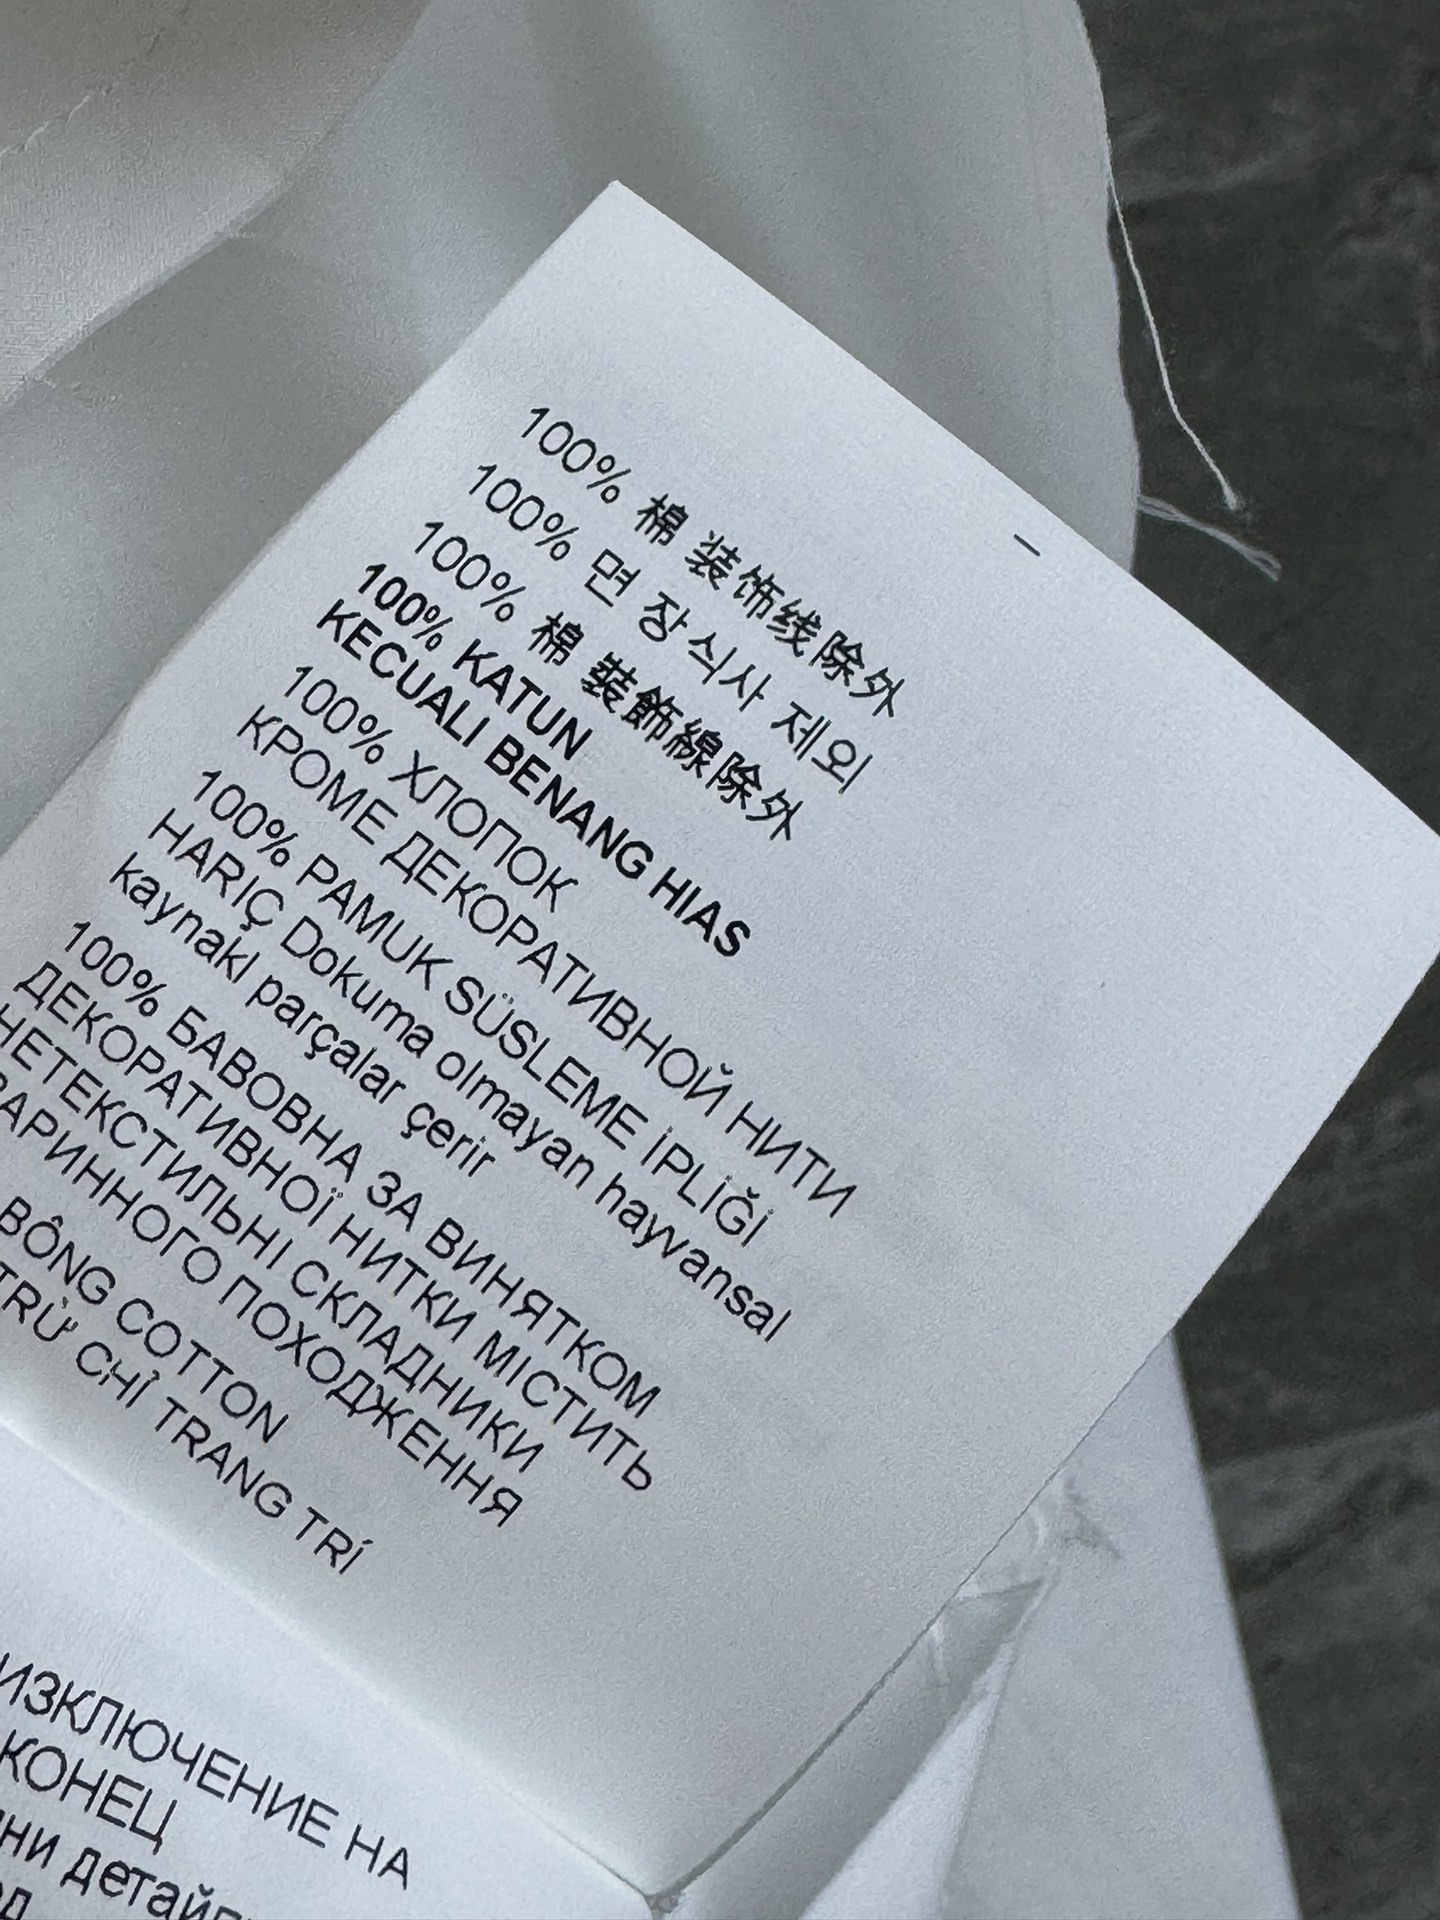 100% 棉 装饰线除外
100% 면 장식사 제외
100% 棉 裝飾線除外
100% KATUN
KECUALI BENANG HIAS
100% ХЛОПОК
КРОМЕ ДЕКОРАТИВНОЙ НИТИ
100% PAMUK SÜSLEME İPLİĞİ
HARIÇ Dokuma olmayan hayvansal
kaynaklı parçalar çerir
100% БАВОВНА ЗА ВИНЯТКОМ
ДЕКОРАТИВНОЇ НИТКИ МІСТИТЬ
НЕТЕКСТИЛЬНІ СКЛАДНИКИ
ПОХОДЖЕННЯ
BÔNG COTTON
TRỪ CHỈ TRANG TRÍ
ИЗКЛЮЧЕНИЕ НА
КОНЕЦ